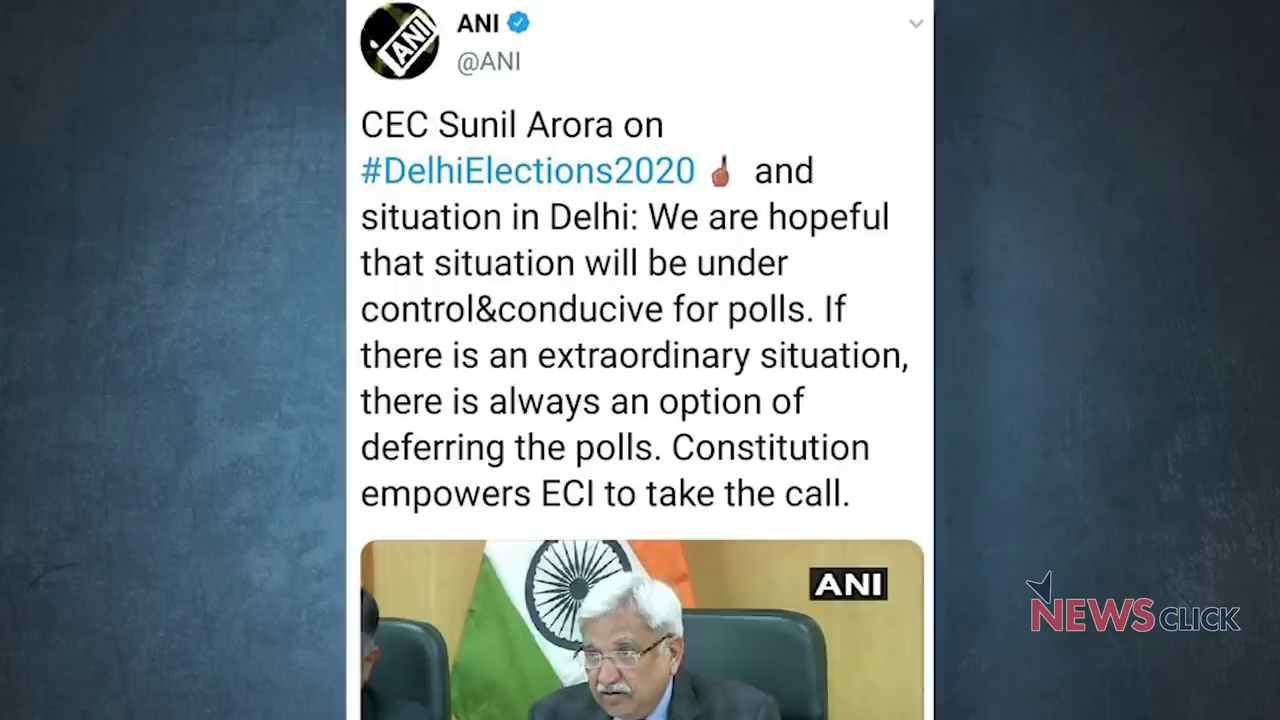 ANI
ANI
@ANI
CEC Sunil Arora on
#DelhiElections2020 and
situation in Delhi: We are hopeful
that situation will be under
control&conducive for polls. If
there is an extraordinary situation,
there is always an option of
deferring the polls. Constitution
empowers ECI to take the call.
ANI
NEWSCLICK